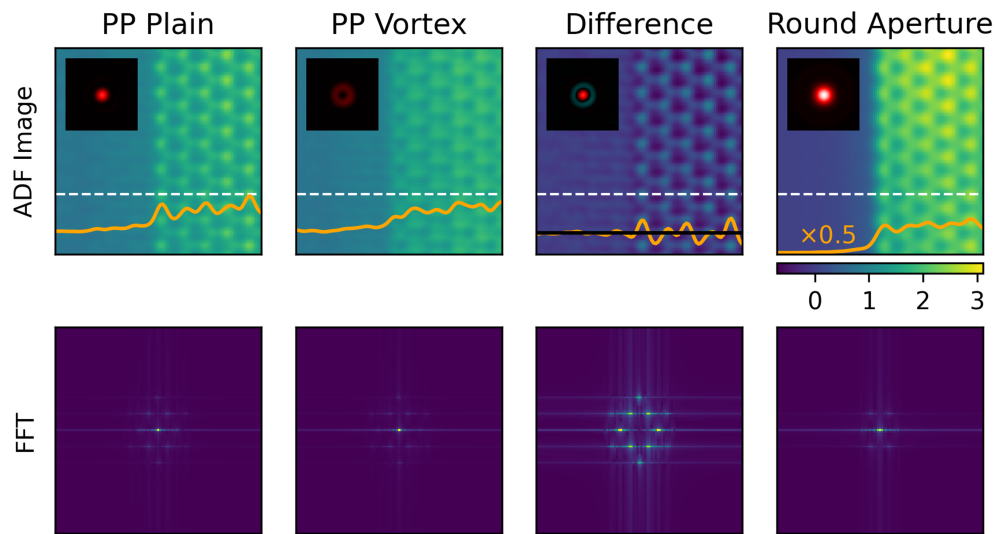 PP Plain PP Vortex Difference Round Aperture
ADF Image
×0.5
0 1 2 3
FFT